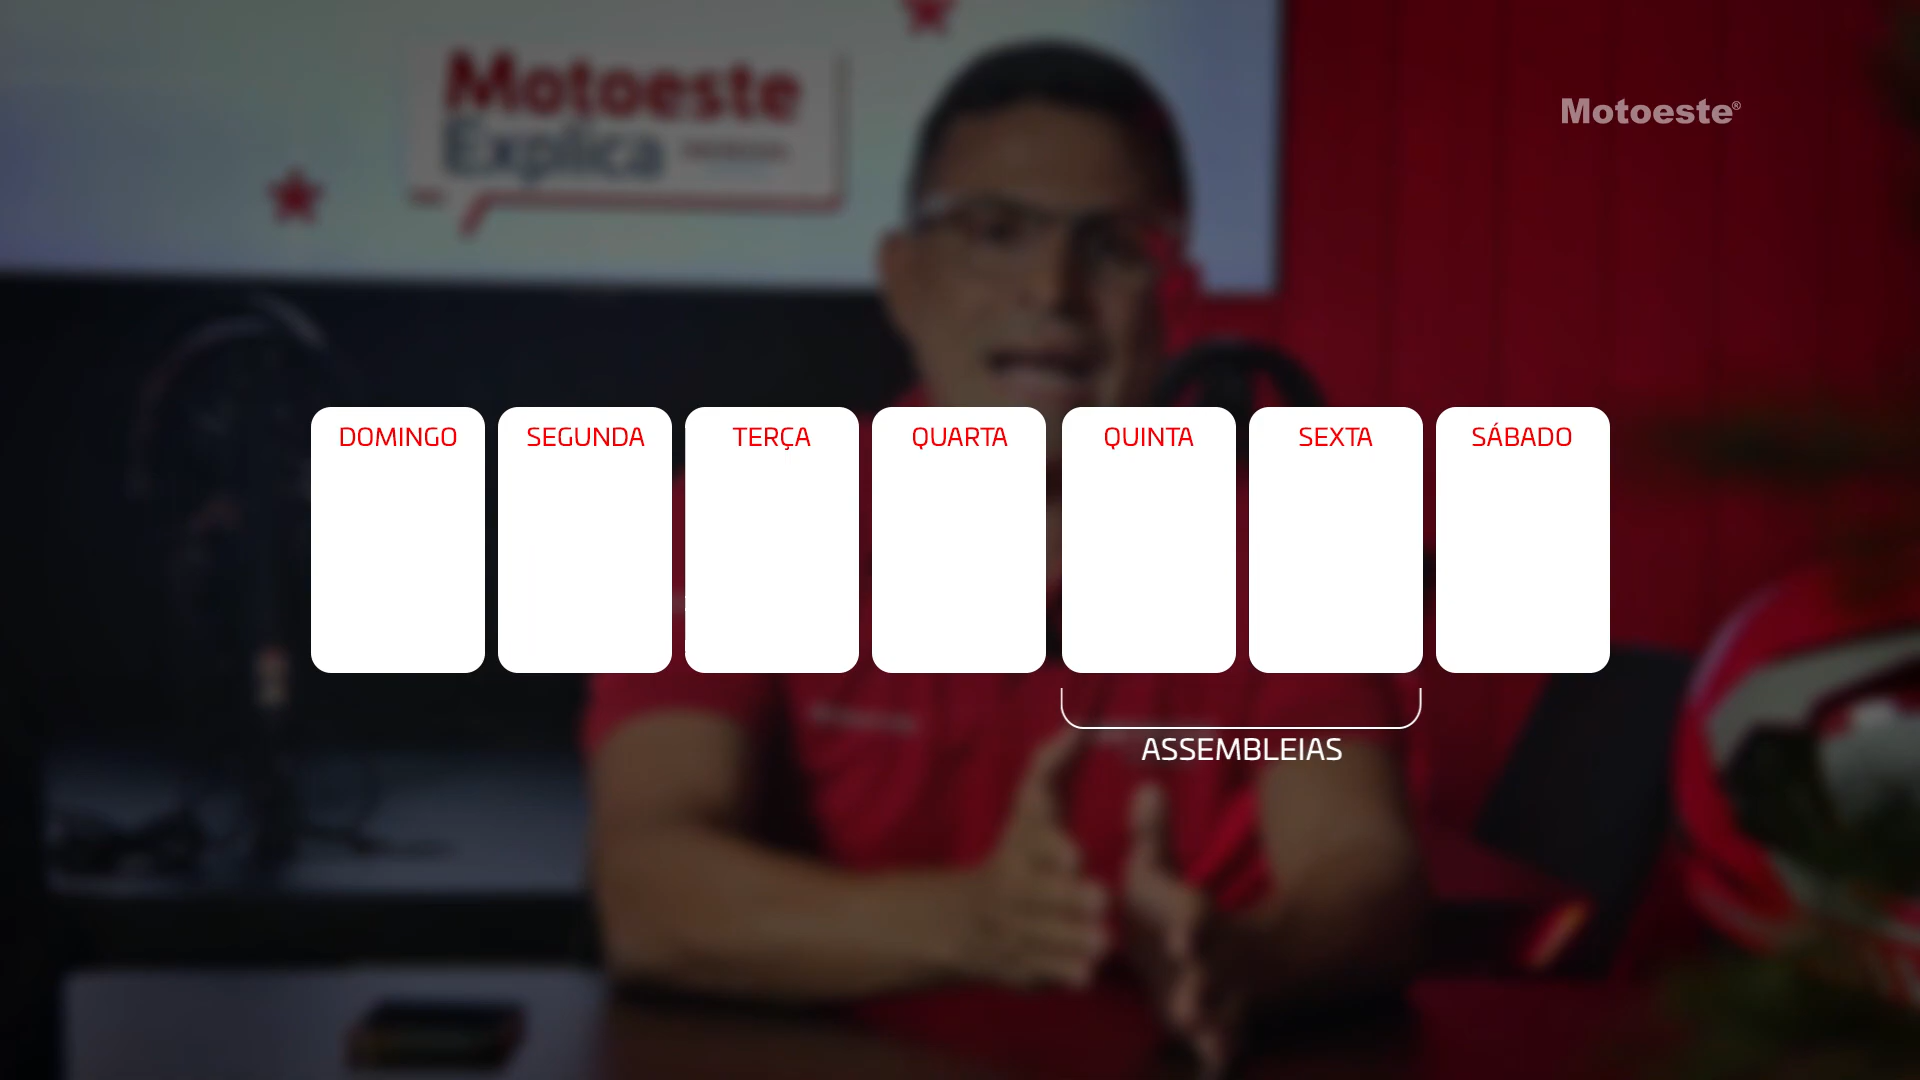 Motoeste
Explica
Motoeste®
DOMINGO
SEGUNDA
TERÇA
QUARTA
QUINTA
SEXTA
SÁBADO
ASSEMBLEIAS